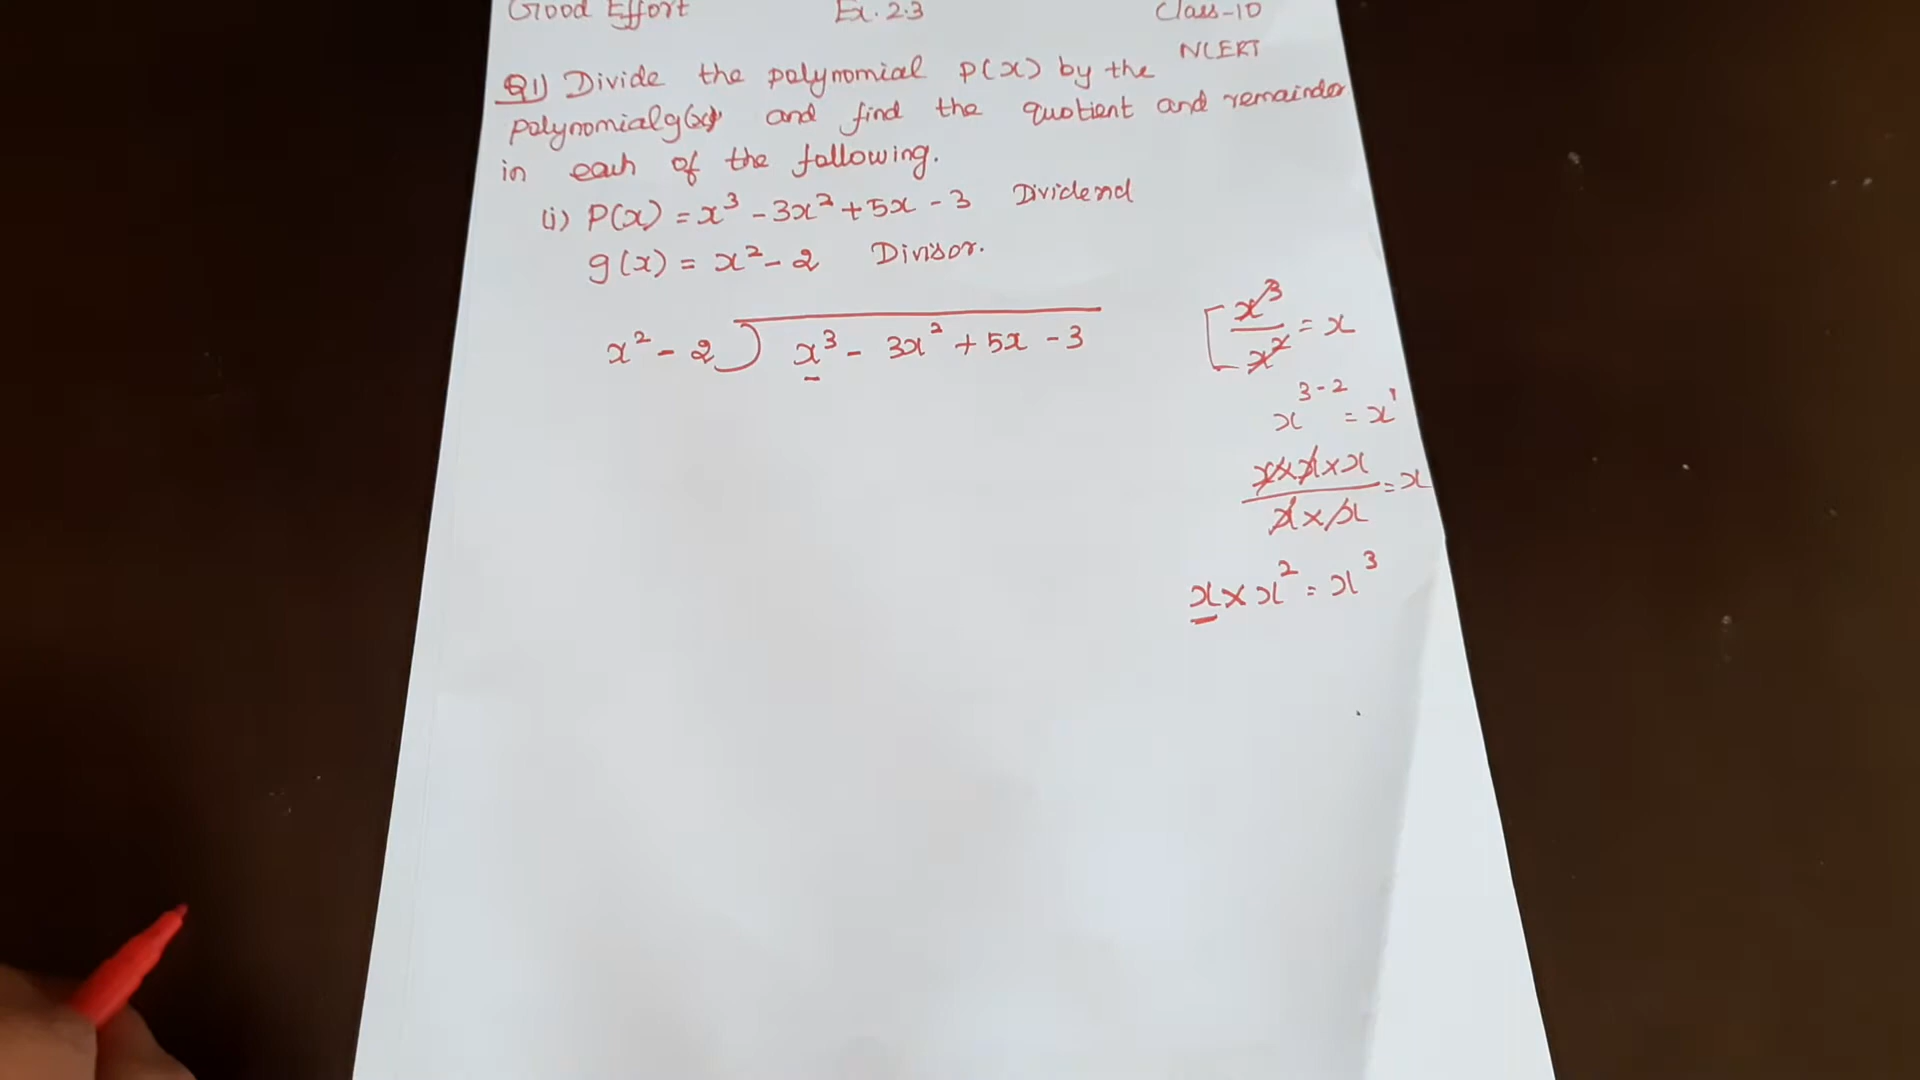 Good Effort Ex. 2.3 Class-10
NCERT
Q1) Divide the polynomial P(x) by the
polynomial g(x) and find the quotient and remainder
in each of the following.
(i) P(x) = x³ - 3x² + 5x - 3 Dividend
g(x) = x² - 2 Divisor.
x² - 2 ) x³ - 3x² + 5x - 3
[ x³/x² = x
x³⁻² = x¹
x×x×x / x×x = x
x × x² = x³